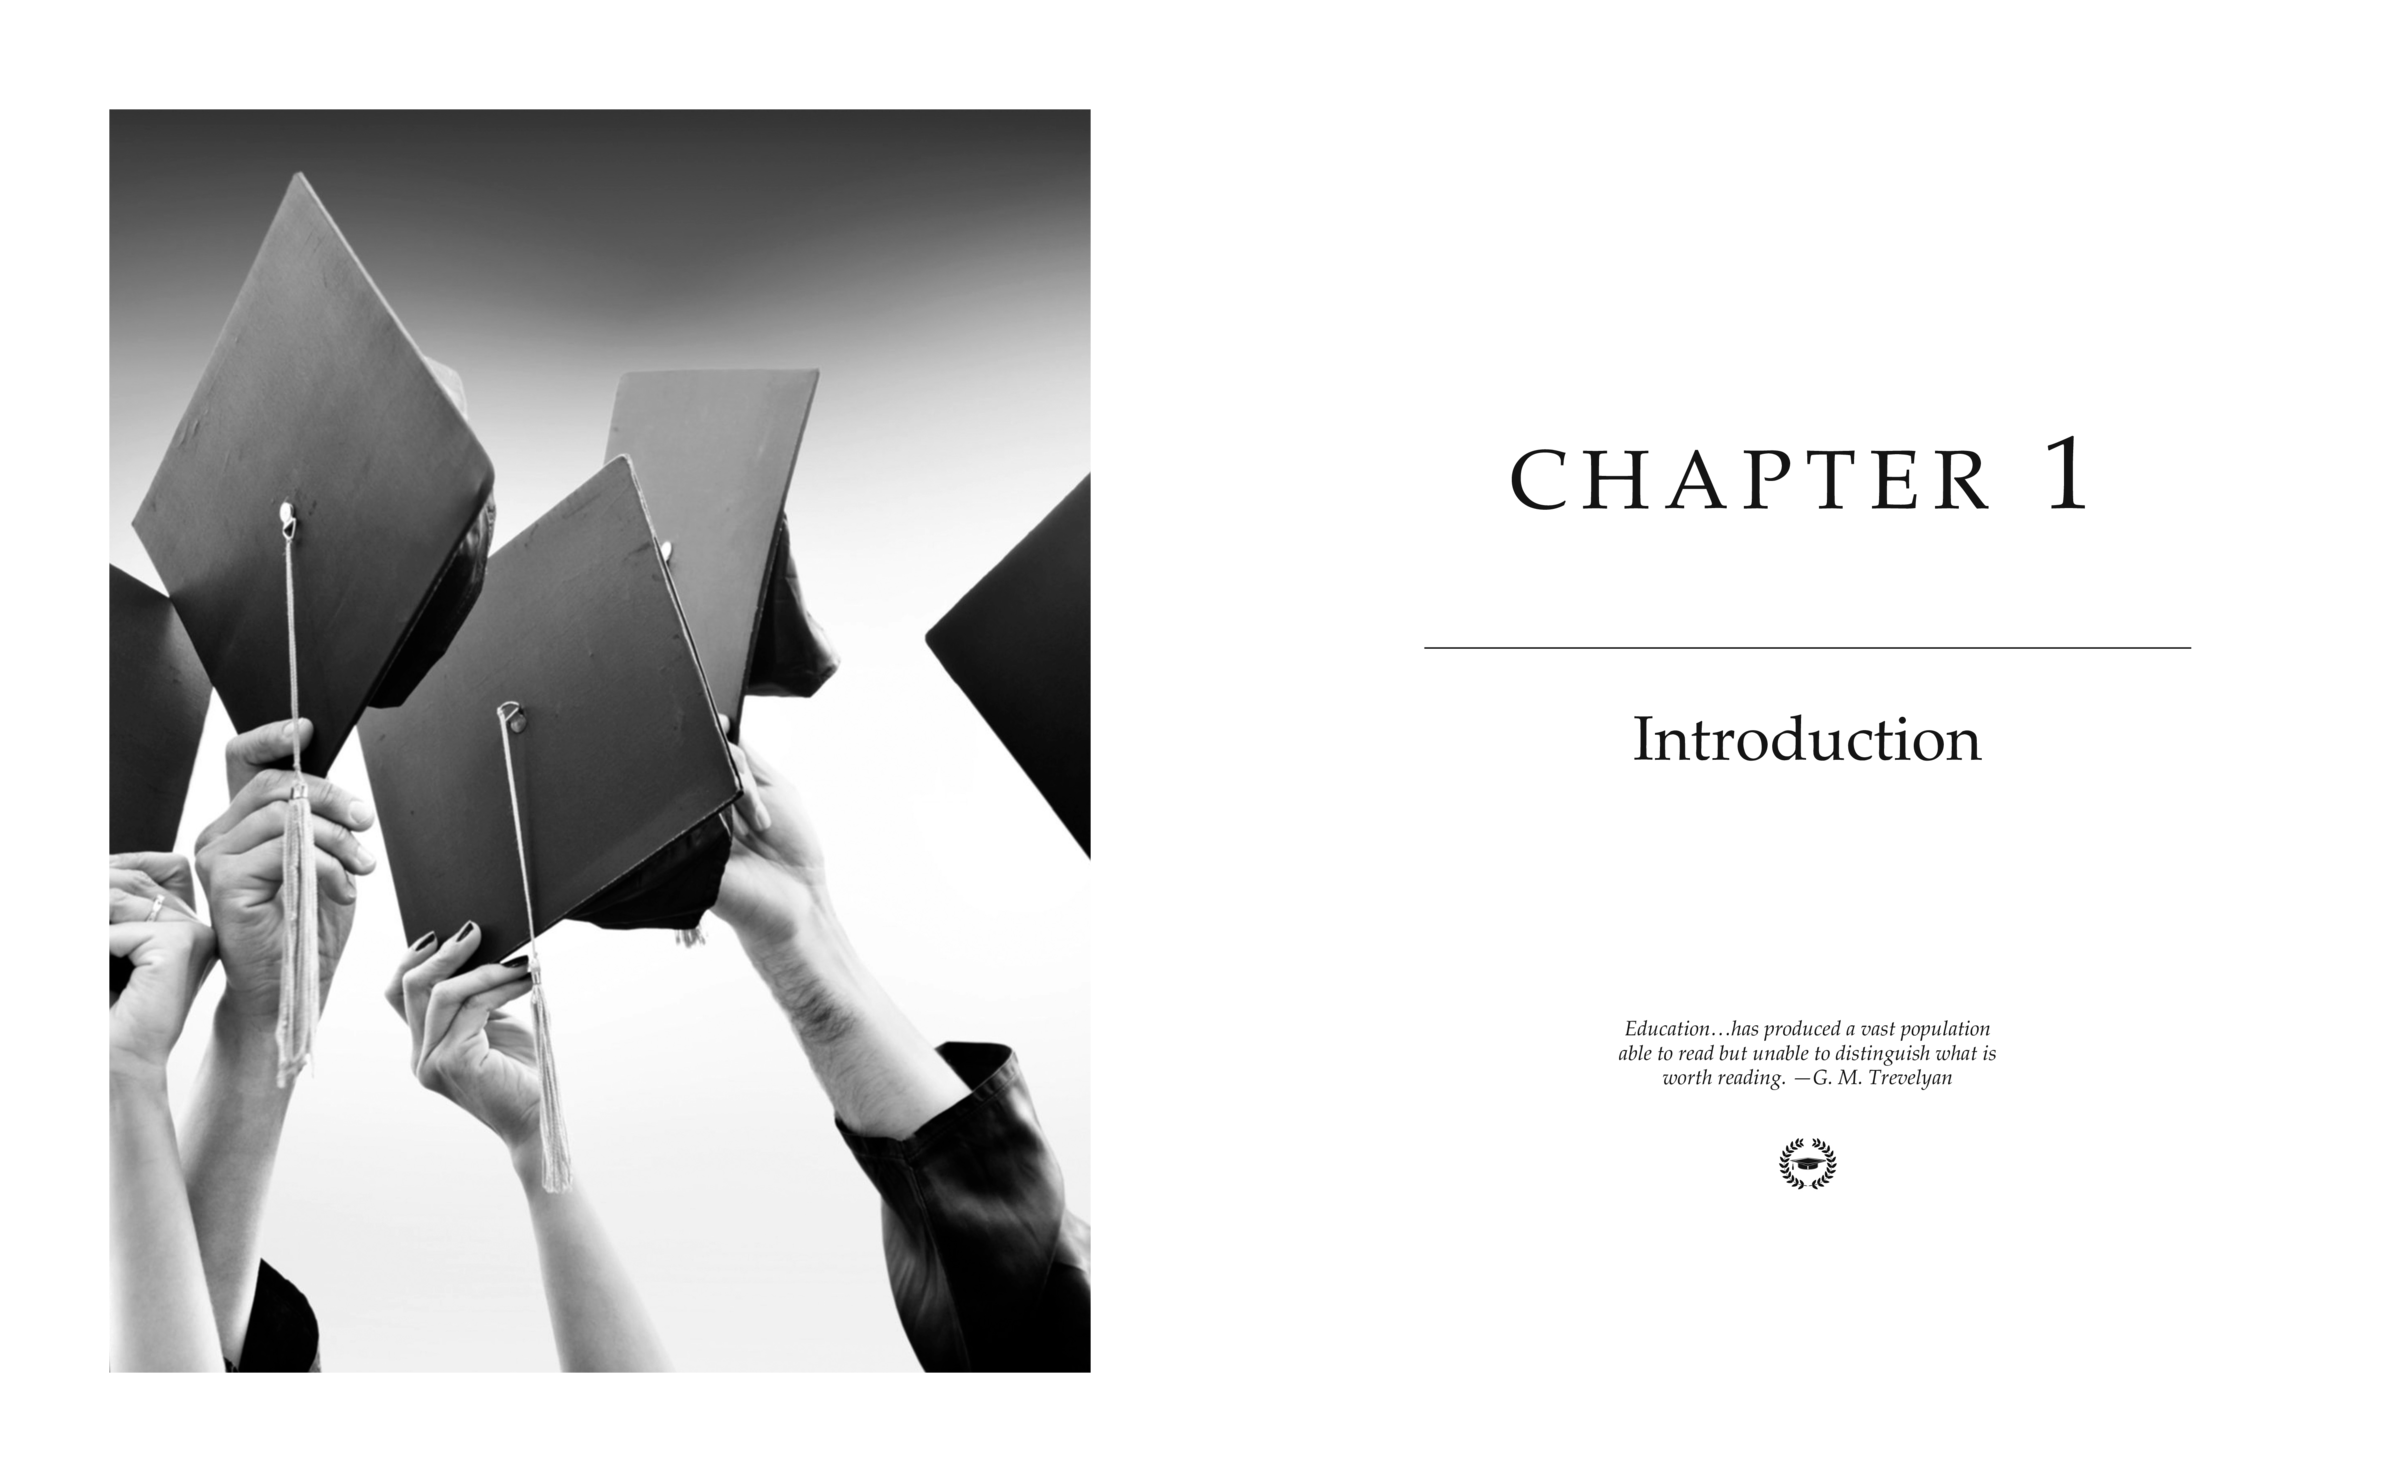 CHAPTER 1
Introduction
Education…has produced a vast population
able to read but unable to distinguish what is
worth reading. —G. M. Trevelyan